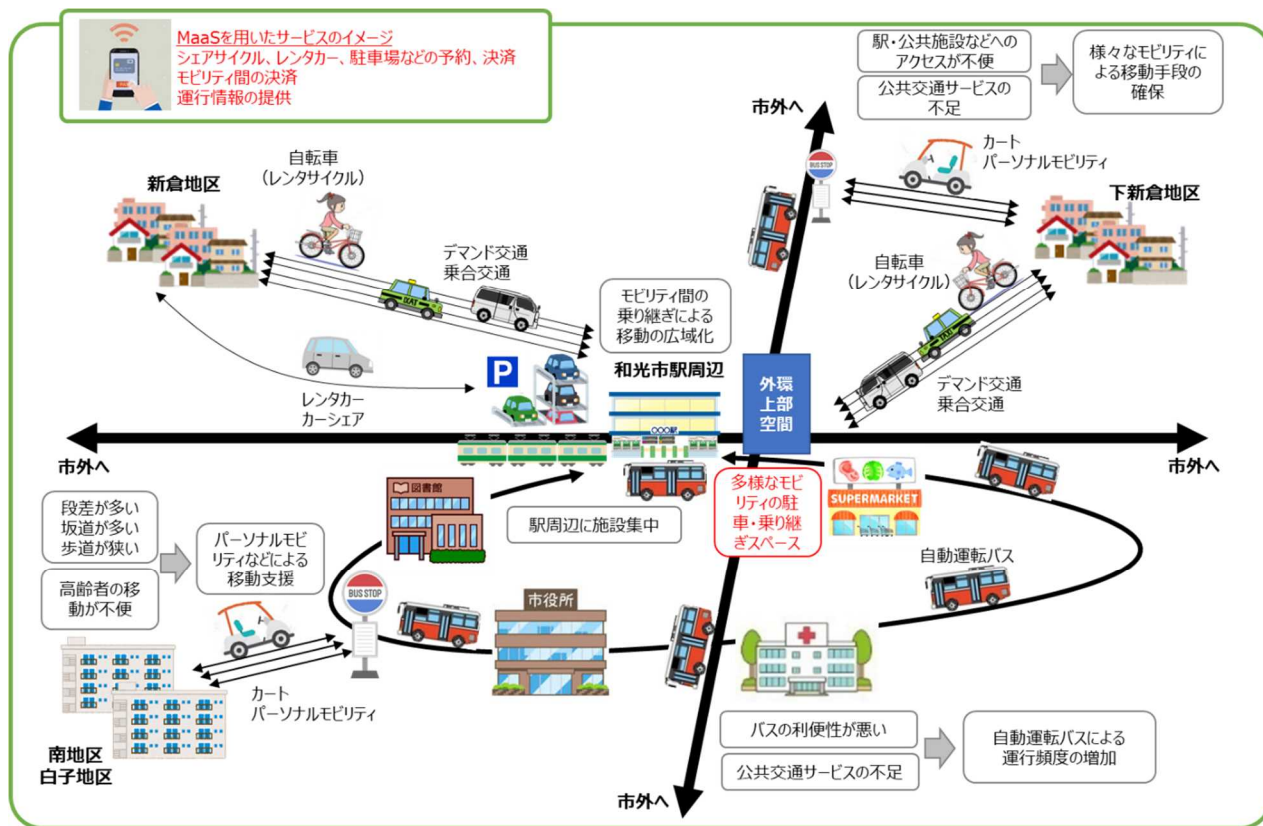 MaaSを用いたサービスのイメージ
シェアサイクル、レンタカー、駐車場などの予約、決済
モビリティ間の決済
運行情報の提供
駅・公共施設などへの
アクセスが不便
公共交通サービスの
不足
様々なモビリティに
よる移動手段の
確保
市外へ
BUS STOP
カート
パーソナルモビリティ
下新倉地区
新倉地区
自転車
（レンタサイクル）
デマンド交通
乗合交通
TAXI
モビリティ間の
乗り継ぎによる
移動の広域化
自転車
（レンタサイクル）
TAXI
デマンド交通
乗合交通
レンタカー
カーシェア
P
和光市駅周辺
○○○駅
外環
上部
空間
市外へ
市外へ
段差が多い
坂道が多い
歩道が狭い
高齢者の移
動が不便
パーソナルモビ
リティなどによる
移動支援
図書館
駅周辺に施設集中
多様なモビ
リティの駐
車・乗り継
ぎスペース
SUPERMARKET
自動運転バス
BUS STOP
市役所
カート
パーソナルモビリティ
南地区
白子地区
バスの利便性が悪い
公共交通サービスの不足
自動運転バスによる
運行頻度の増加
市外へ